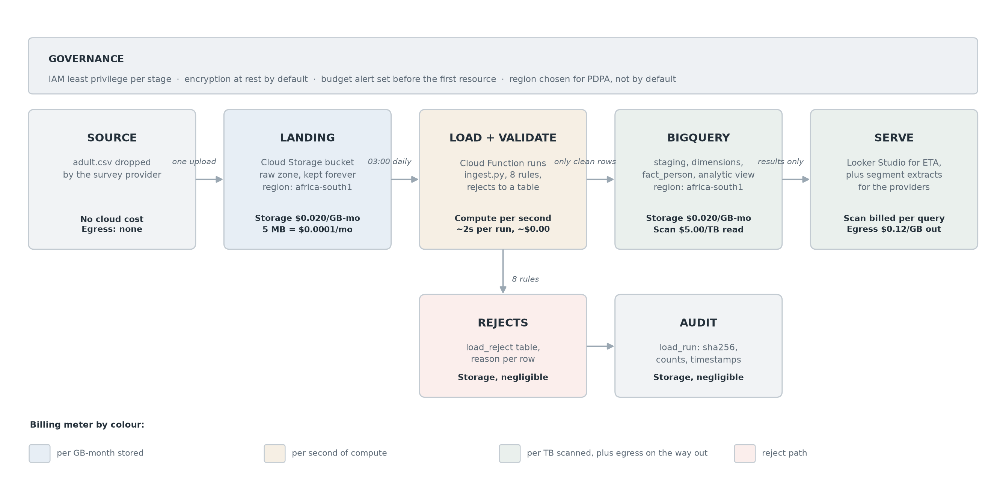 GOVERNANCE
IAM least privilege per stage · encryption at rest by default · budget alert set before the first resource · region chosen for PDPA, not by default
SOURCE
adult.csv dropped
by the survey provider
No cloud cost
Egress: none
one upload
LANDING
Cloud Storage bucket
raw zone, kept forever
region: africa-south1
Storage $0.020/GB-mo
5 MB = $0.0001/mo
03:00 daily
LOAD + VALIDATE
Cloud Function runs
ingest.py, 8 rules,
rejects to a table
Compute per second
~2s per run, ~$0.00
only clean rows
BIGQUERY
staging, dimensions,
fact_person, analytic view
region: africa-south1
Storage $0.020/GB-mo
Scan $5.00/TB read
results only
SERVE
Looker Studio for ETA,
plus segment extracts
for the providers
Scan billed per query
Egress $0.12/GB out
8 rules
REJECTS
load_reject table,
reason per row
Storage, negligible
AUDIT
load_run: sha256,
counts, timestamps
Storage, negligible
Billing meter by colour:
per GB-month stored
per second of compute
per TB scanned, plus egress on the way out
reject path